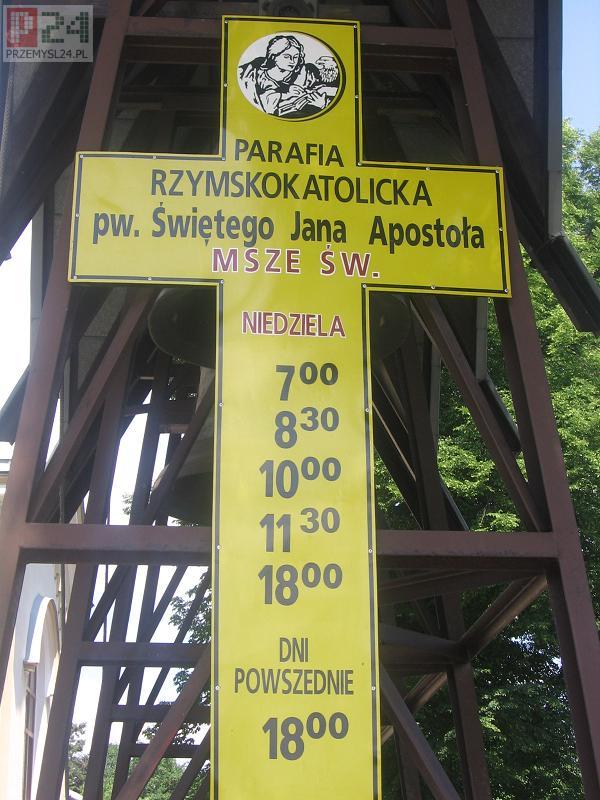 P24
PRZEMYSL24.PL
PARAFIA
RZYMSKOKATOLICKA
pw. Świętego Jana Apostoła
MSZE ŚW.
NIEDZIELA
7⁰⁰
8³⁰
10⁰⁰
11³⁰
18⁰⁰
DNI
POWSZEDNIE
18⁰⁰